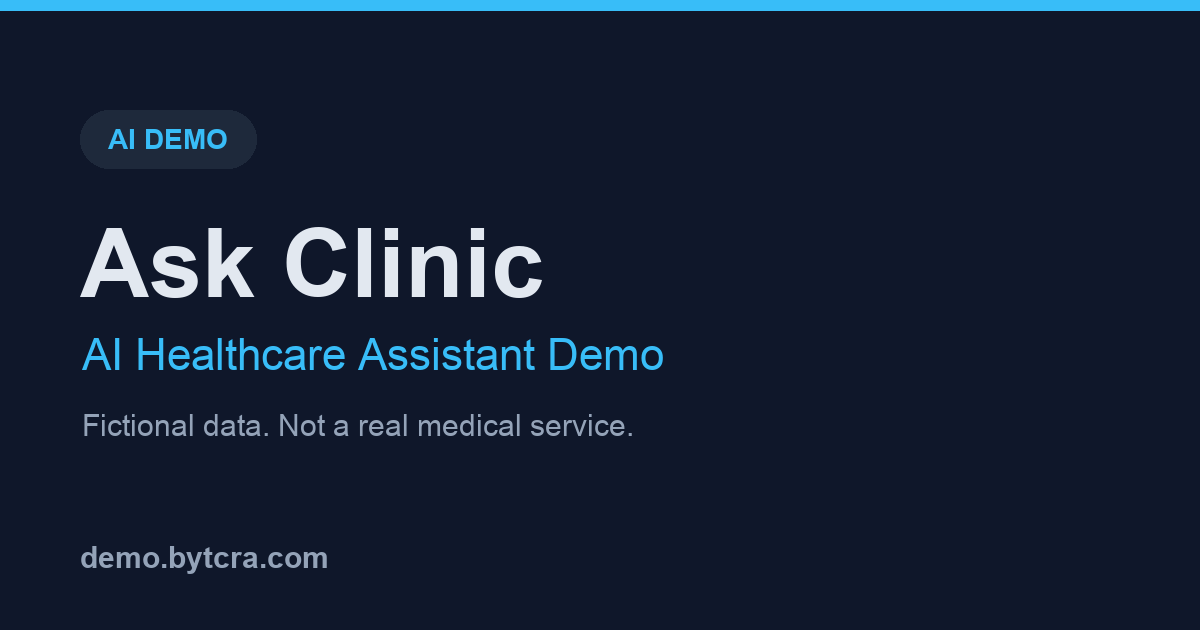 AI DEMO
Ask Clinic
AI Healthcare Assistant Demo
Fictional data. Not a real medical service.
demo.bytcra.com